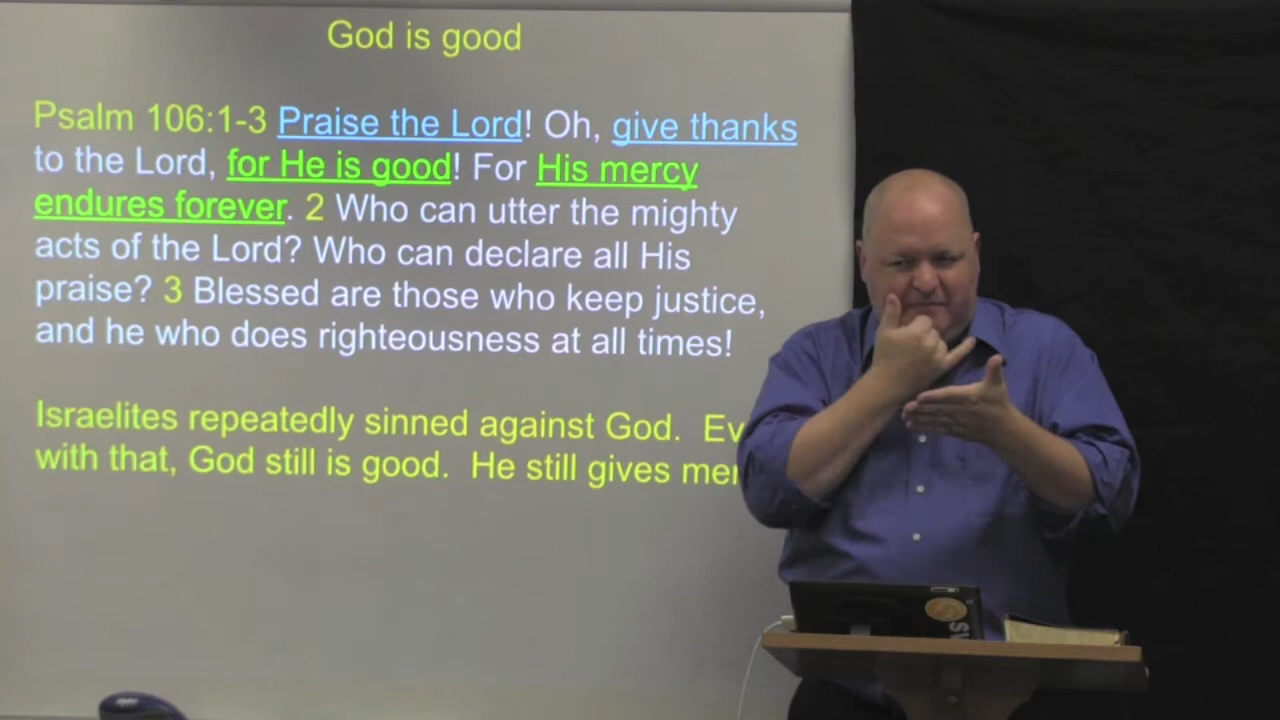 God is good
Psalm 106:1-3 Praise the Lord! Oh, give thanks
to the Lord, for He is good! For His mercy
endures forever. 2 Who can utter the mighty
acts of the Lord? Who can declare all His
praise? 3 Blessed are those who keep justice,
and he who does righteousness at all times!
Israelites repeatedly sinned against God.
with that, God still is good. He still gives